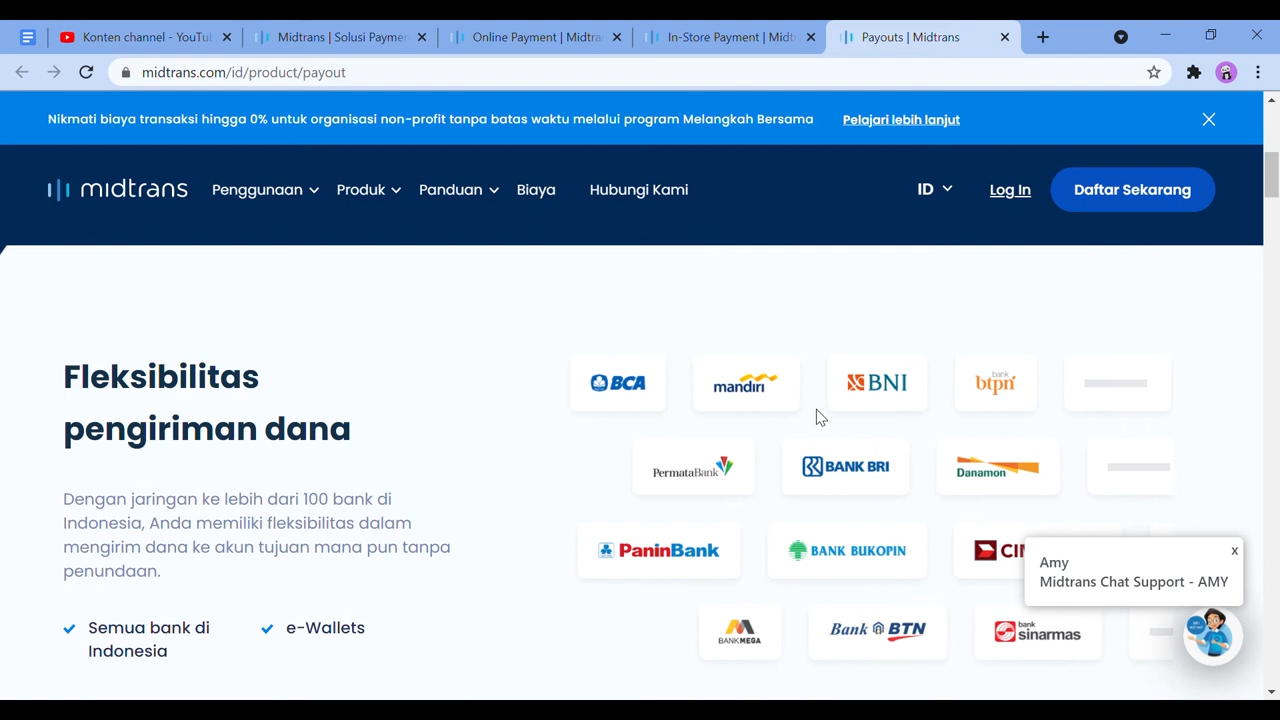 Konten channel - YouTu
Midtrans | Solusi Paymen
Online Payment | Midtra
In-Store Payment | Midt
Payouts | Midtrans
midtrans.com/id/product/payout
Nikmati biaya transaksi hingga 0% untuk organisasi non-profit tanpa batas waktu melalui program Melangkah Bersama Pelajari lebih lanjut
midtrans Penggunaan Produk Panduan Biaya Hubungi Kami ID Log In Daftar Sekarang
Fleksibilitas
pengiriman dana
Dengan jaringan ke lebih dari 100 bank di
Indonesia, Anda memiliki fleksibilitas dalam
mengirim dana ke akun tujuan mana pun tanpa
penundaan.
Semua bank di
Indonesia
e-Wallets
BCA mandiri BNI bank btpn
PermataBank BANK BRI Danamon
PaninBank BANK BUKOPIN CIM
BANK MEGA Bank BTN bank sinarmas
Amy x
Midtrans Chat Support - AMY